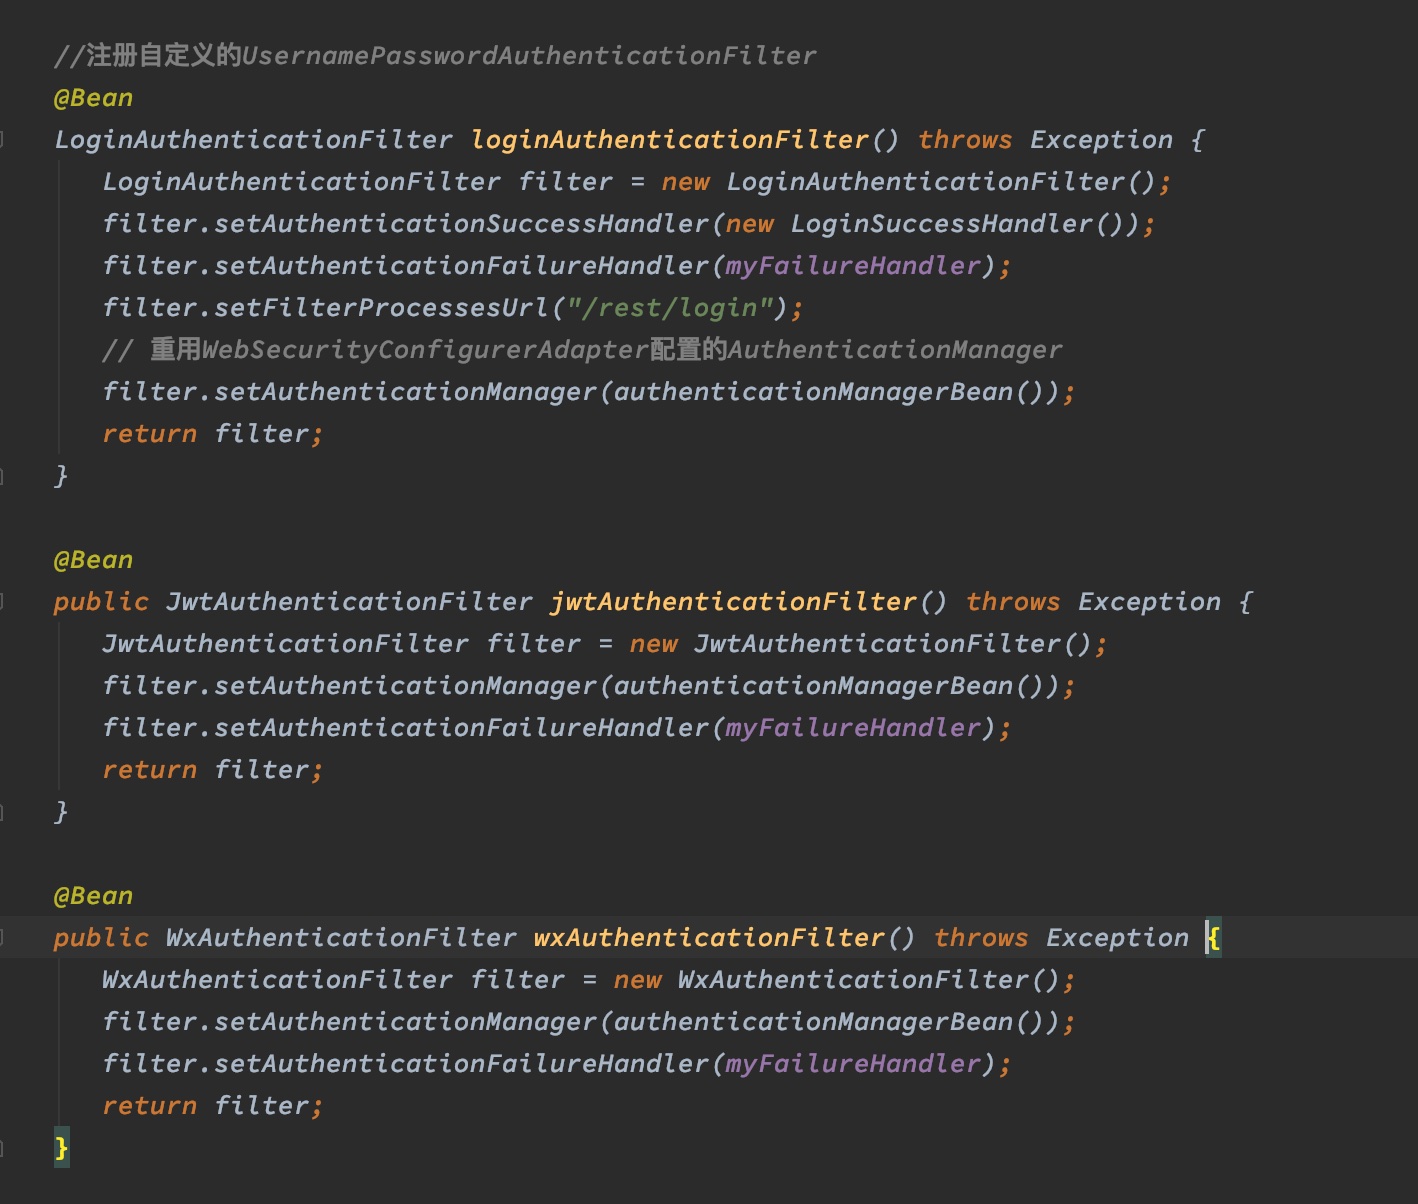 //注册自定义的UsernamePasswordAuthenticationFilter
@Bean
LoginAuthenticationFilter loginAuthenticationFilter() throws Exception {
LoginAuthenticationFilter filter = new LoginAuthenticationFilter();
filter.setAuthenticationSuccessHandler(new LoginSuccessHandler());
filter.setAuthenticationFailureHandler(myFailureHandler);
filter.setFilterProcessesUrl("/rest/login");
// 重用WebSecurityConfigurerAdapter配置的AuthenticationManager
filter.setAuthenticationManager(authenticationManagerBean());
return filter;
}
@Bean
public JwtAuthenticationFilter jwtAuthenticationFilter() throws Exception {
JwtAuthenticationFilter filter = new JwtAuthenticationFilter();
filter.setAuthenticationManager(authenticationManagerBean());
filter.setAuthenticationFailureHandler(myFailureHandler);
return filter;
}
@Bean
public WxAuthenticationFilter wxAuthenticationFilter() throws Exception {
WxAuthenticationFilter filter = new WxAuthenticationFilter();
filter.setAuthenticationManager(authenticationManagerBean());
filter.setAuthenticationFailureHandler(myFailureHandler);
return filter;
}